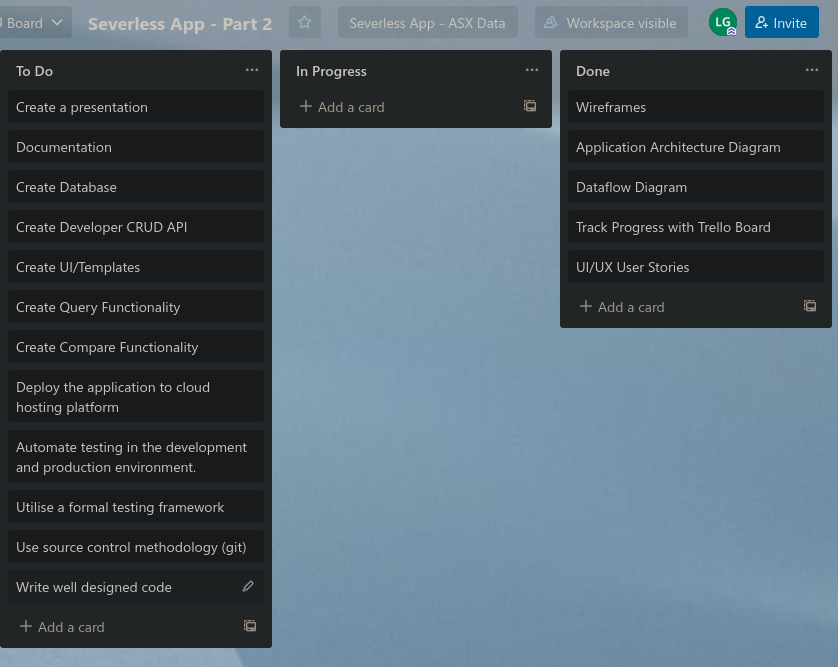 Board
Severless App - Part 2
Severless App - ASX Data
Workspace visible
LG
Invite
To Do
Create a presentation
Documentation
Create Database
Create Developer CRUD API
Create UI/Templates
Create Query Functionality
Create Compare Functionality
Deploy the application to cloud
hosting platform
Automate testing in the development
and production environment.
Utilise a formal testing framework
Use source control methodology (git)
Write well designed code
+ Add a card
In Progress
+ Add a card
Done
Wireframes
Application Architecture Diagram
Dataflow Diagram
Track Progress with Trello Board
UI/UX User Stories
+ Add a card